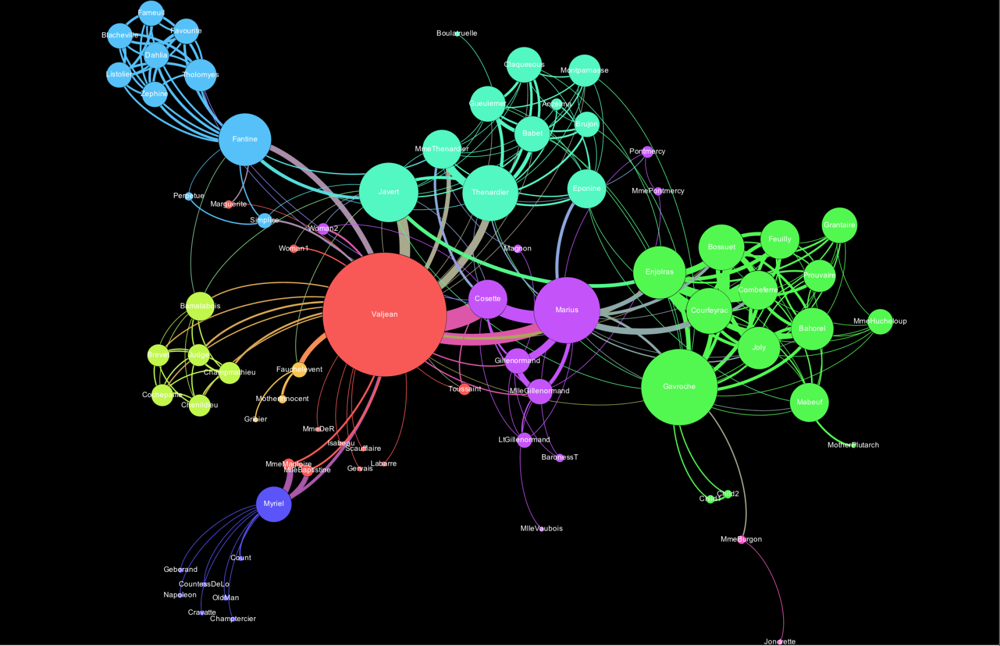 Fameuil
Favourite
Blacheville
Dahlia
Listolier
Tholomyes
Zephine
Fantine
Boulatruelle
Claquesous
Montparnasse
Gueulemer
Anzelma
Brujon
Babet
MmeThenardier
Pontmercy
Javert
Thenardier
Eponine
MmePontmercy
Perpetue
Marguerite
Simplice
Woman2
Woman1
Magnon
Grantaire
Feuilly
Bossuet
Enjolras
Prouvaire
Combeferre
Cosette
Marius
Courfeyrac
Valjean
Bamatabois
MmeHucheloup
Bahorel
Joly
Brevet
Judge
Champmathieu
Fauchelevent
Gillenormand
Toussaint
MlleGillenormand
Gavroche
Cochepaille
Chenildieu
MotherInnocent
Mabeuf
Gribier
MmeDeR
Isabeau
Scaufflaire
LtGillenormand
MotherPlutarch
BaronessT
MmeMagloire
MlleBaptistine
Gervais
Labarre
Child2
Child1
Myriel
MlleVaubois
MmeBurgon
Count
Geborand
CountessDeLo
Napoleon
OldMan
Cravatte
Champtercier
Jondrette